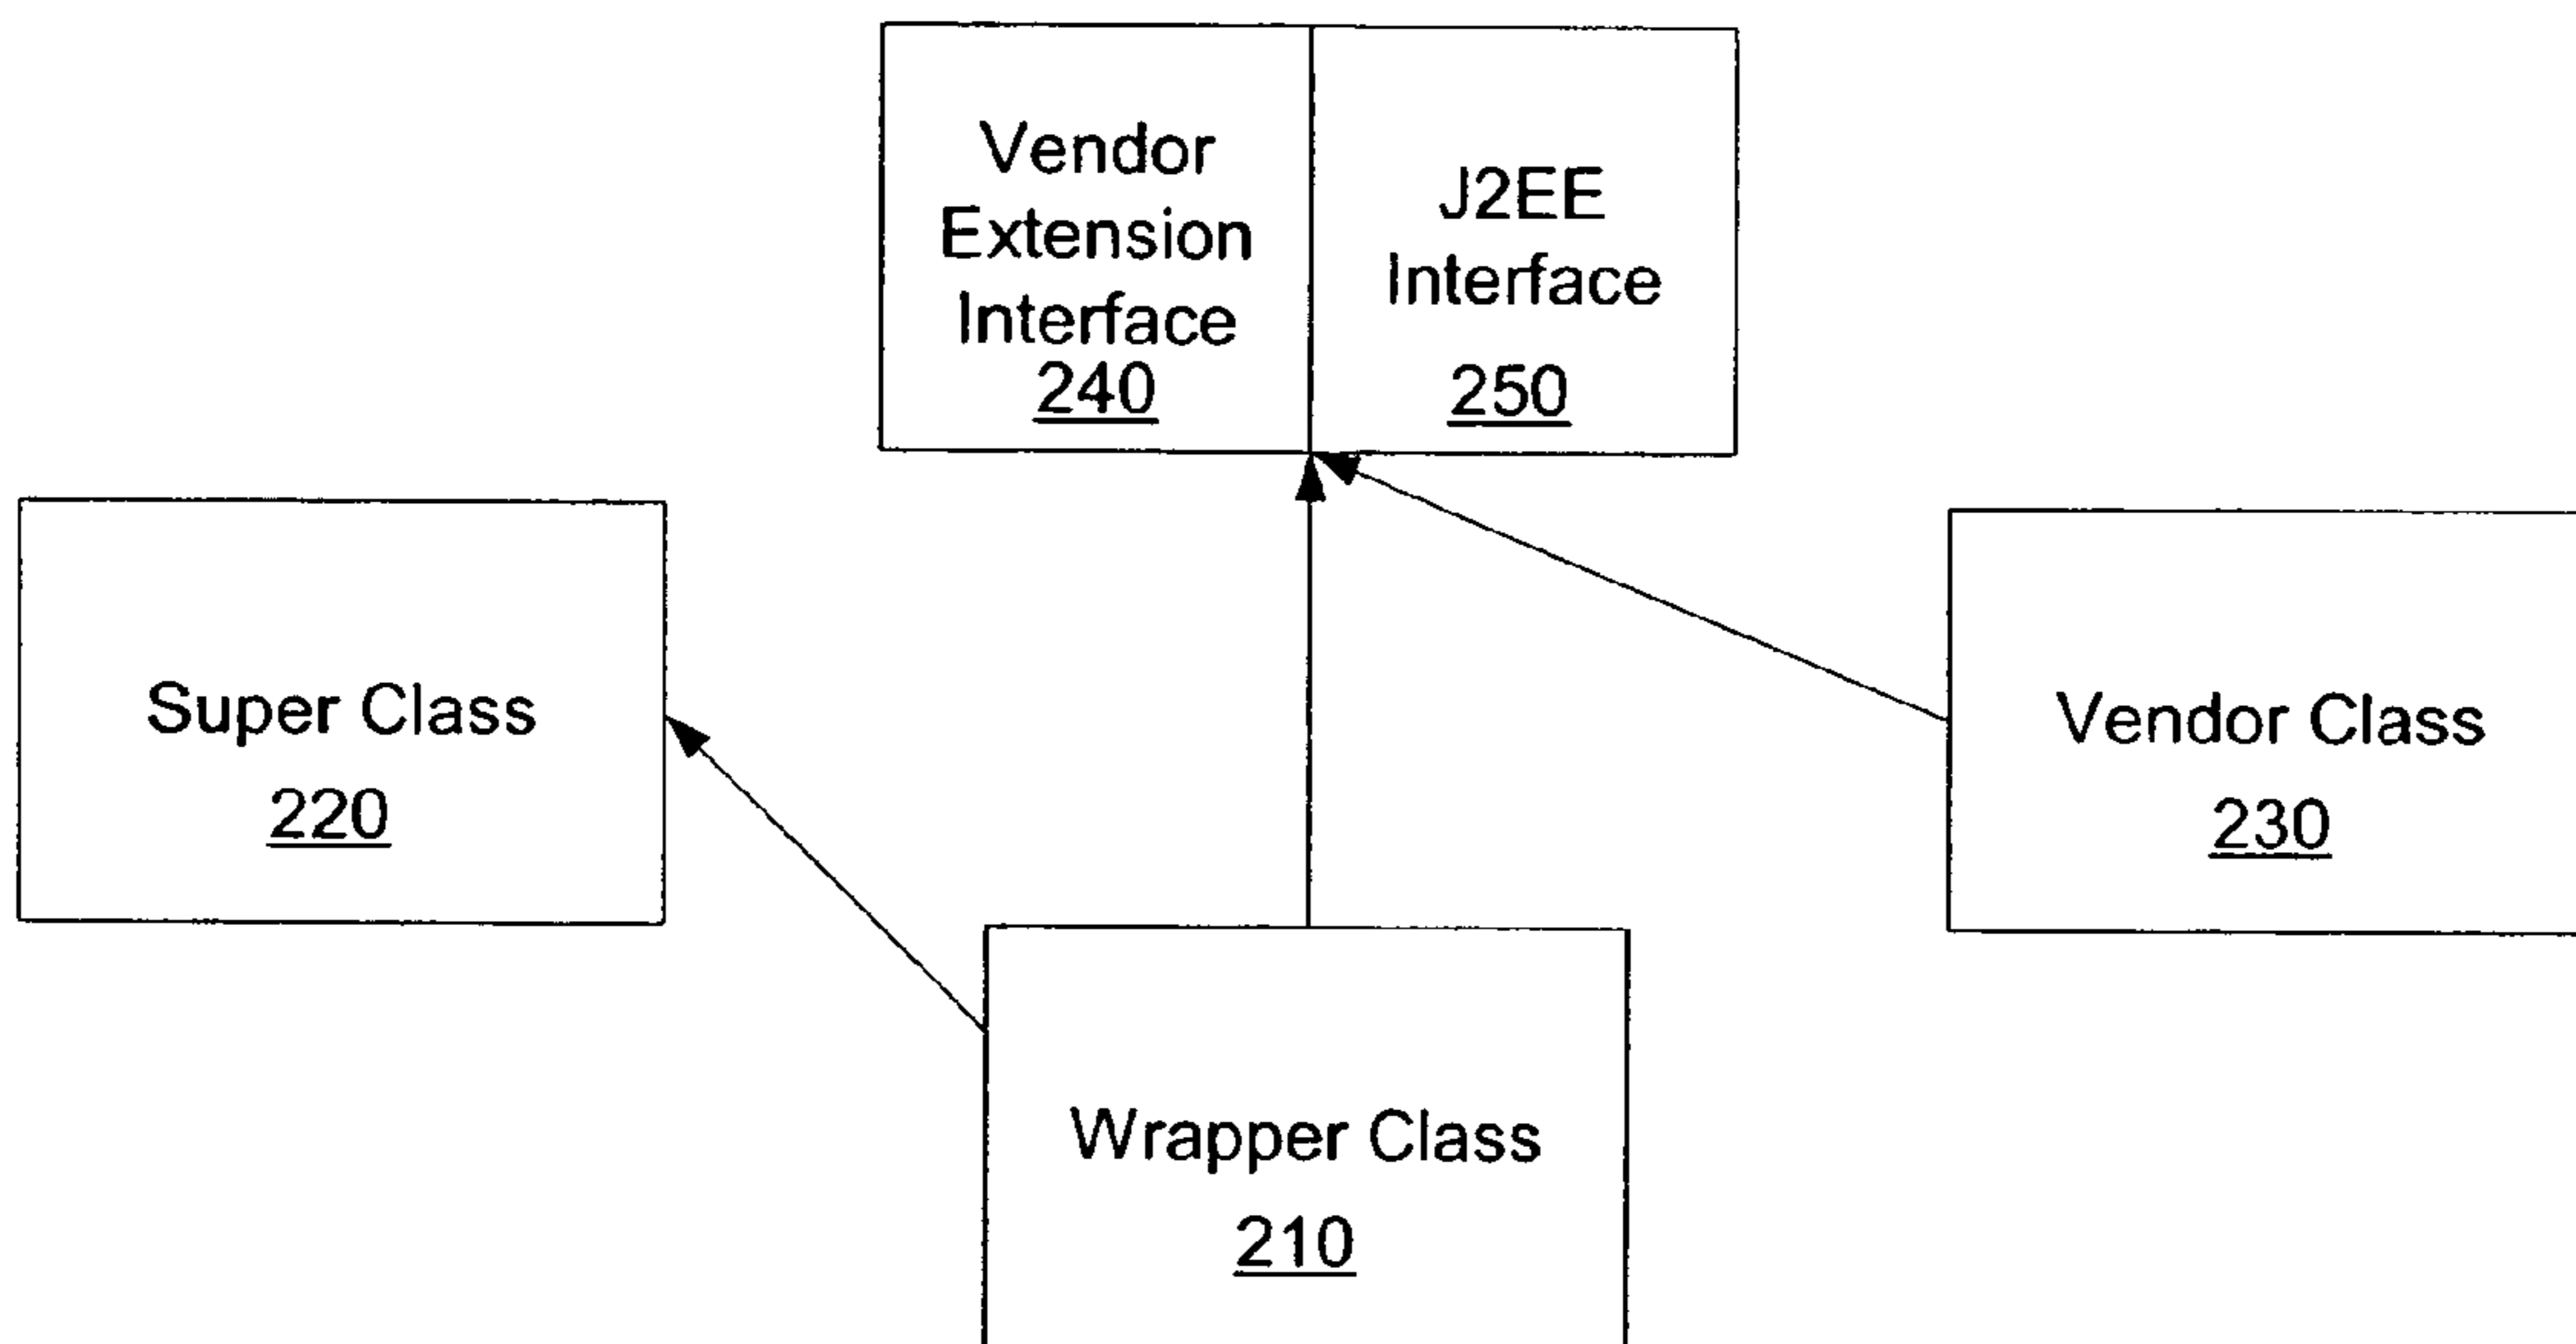 Vendor
Extension
Interface
240
J2EE
Interface
250
Super Class
220
Vendor Class
230
Wrapper Class
210